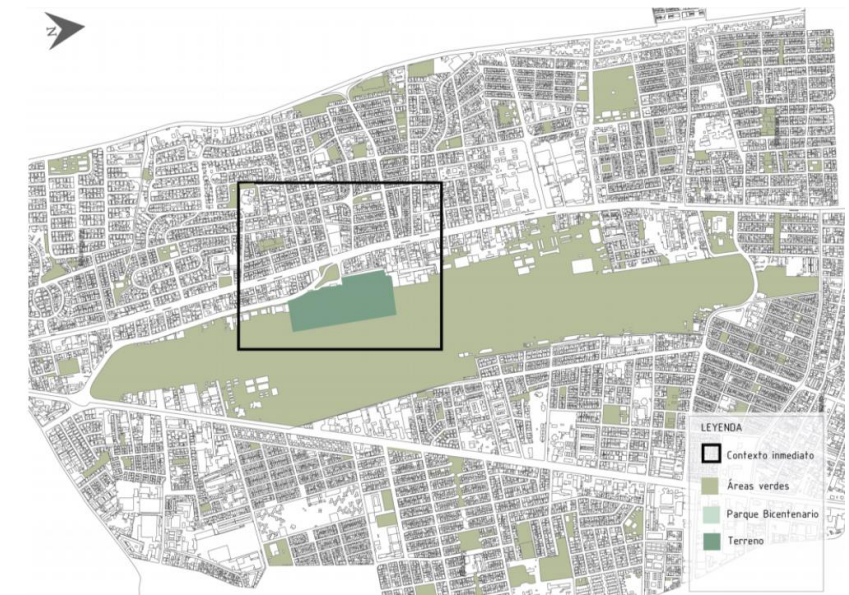 N
LEYENDA
Contexto inmediato
Áreas verdes
Parque Bicentenario
Terreno